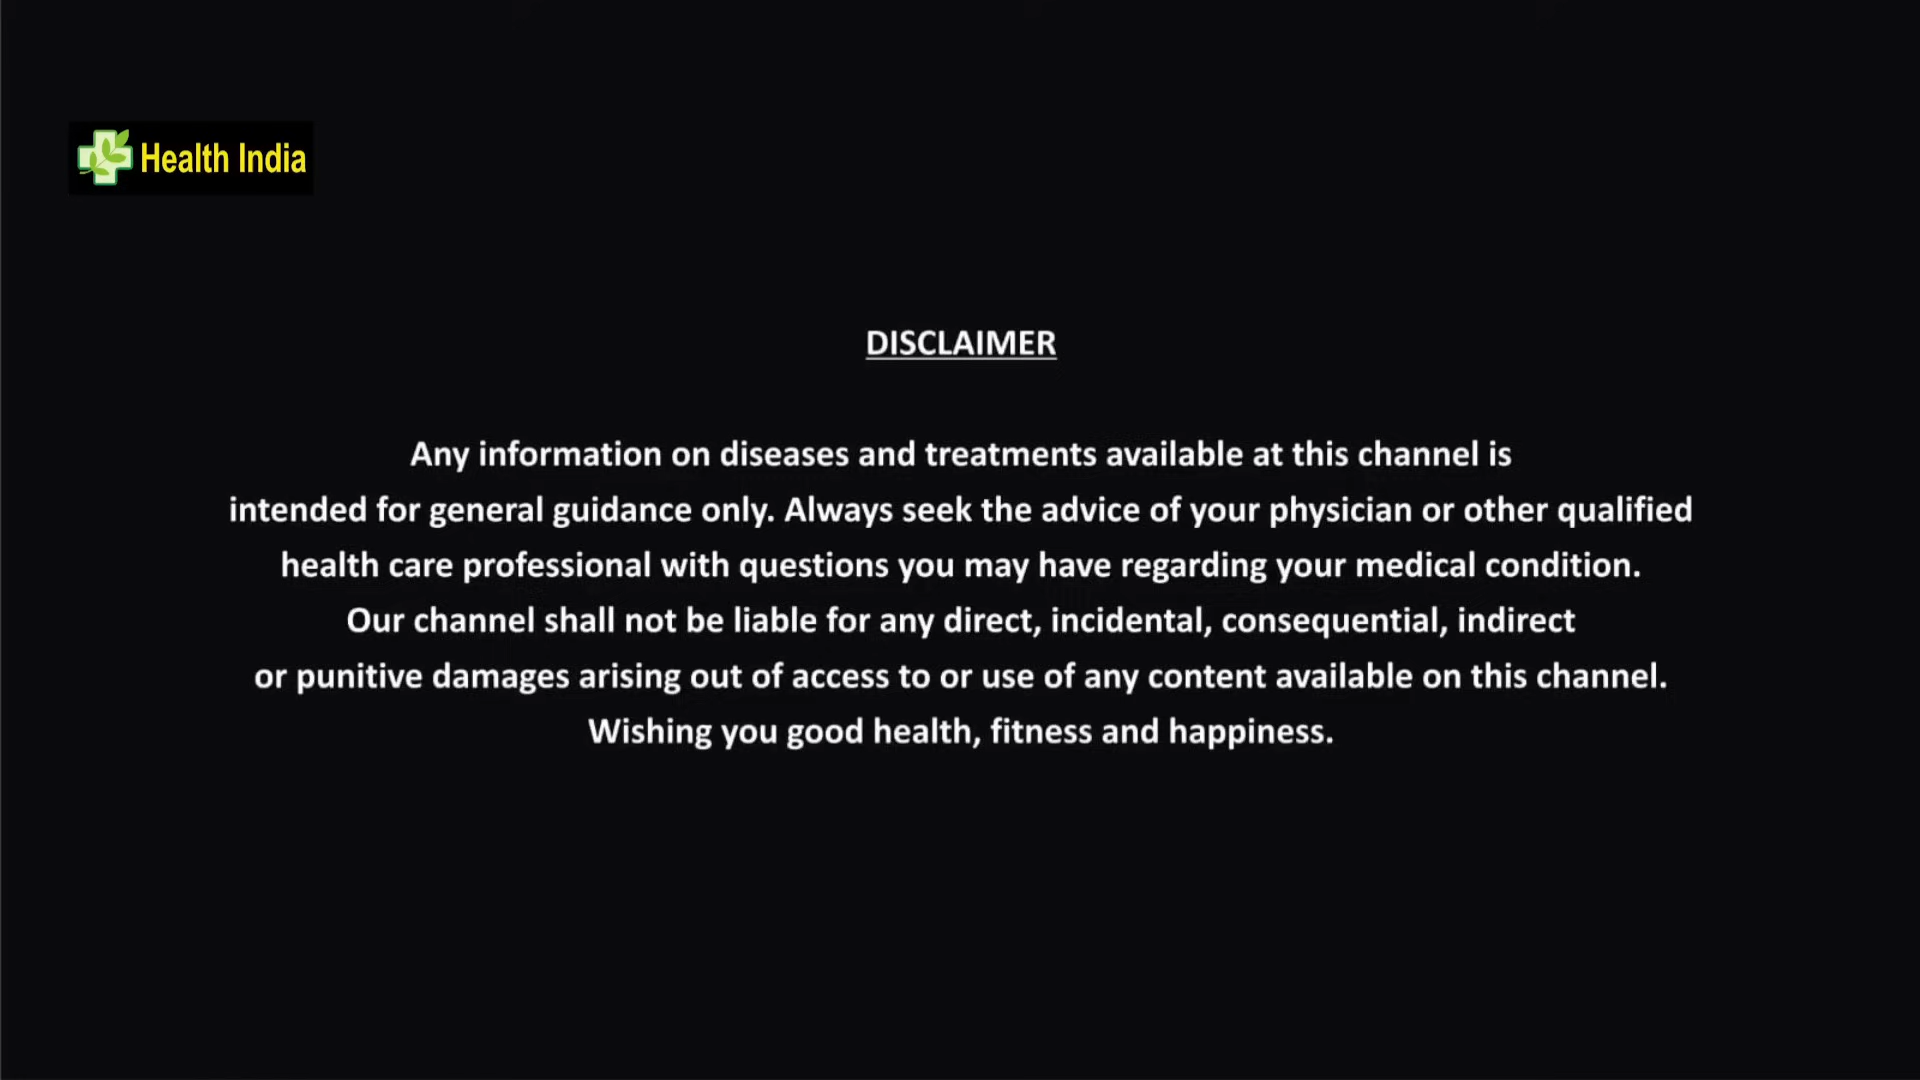 Health India
DISCLAIMER
Any information on diseases and treatments available at this channel is
intended for general guidance only. Always seek the advice of your physician or other qualified
health care professional with questions you may have regarding your medical condition.
Our channel shall not be liable for any direct, incidental, consequential, indirect
or punitive damages arising out of access to or use of any content available on this channel.
Wishing you good health, fitness and happiness.